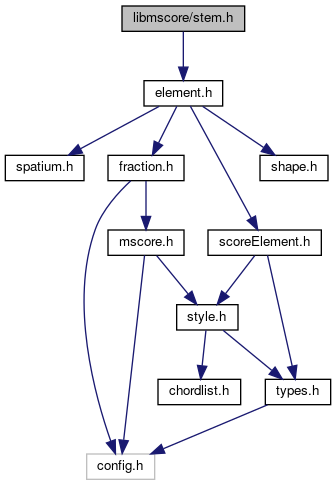 libmscore/stem.h
element.h
spatium.h
fraction.h
shape.h
mscore.h
scoreElement.h
style.h
chordlist.h
types.h
config.h